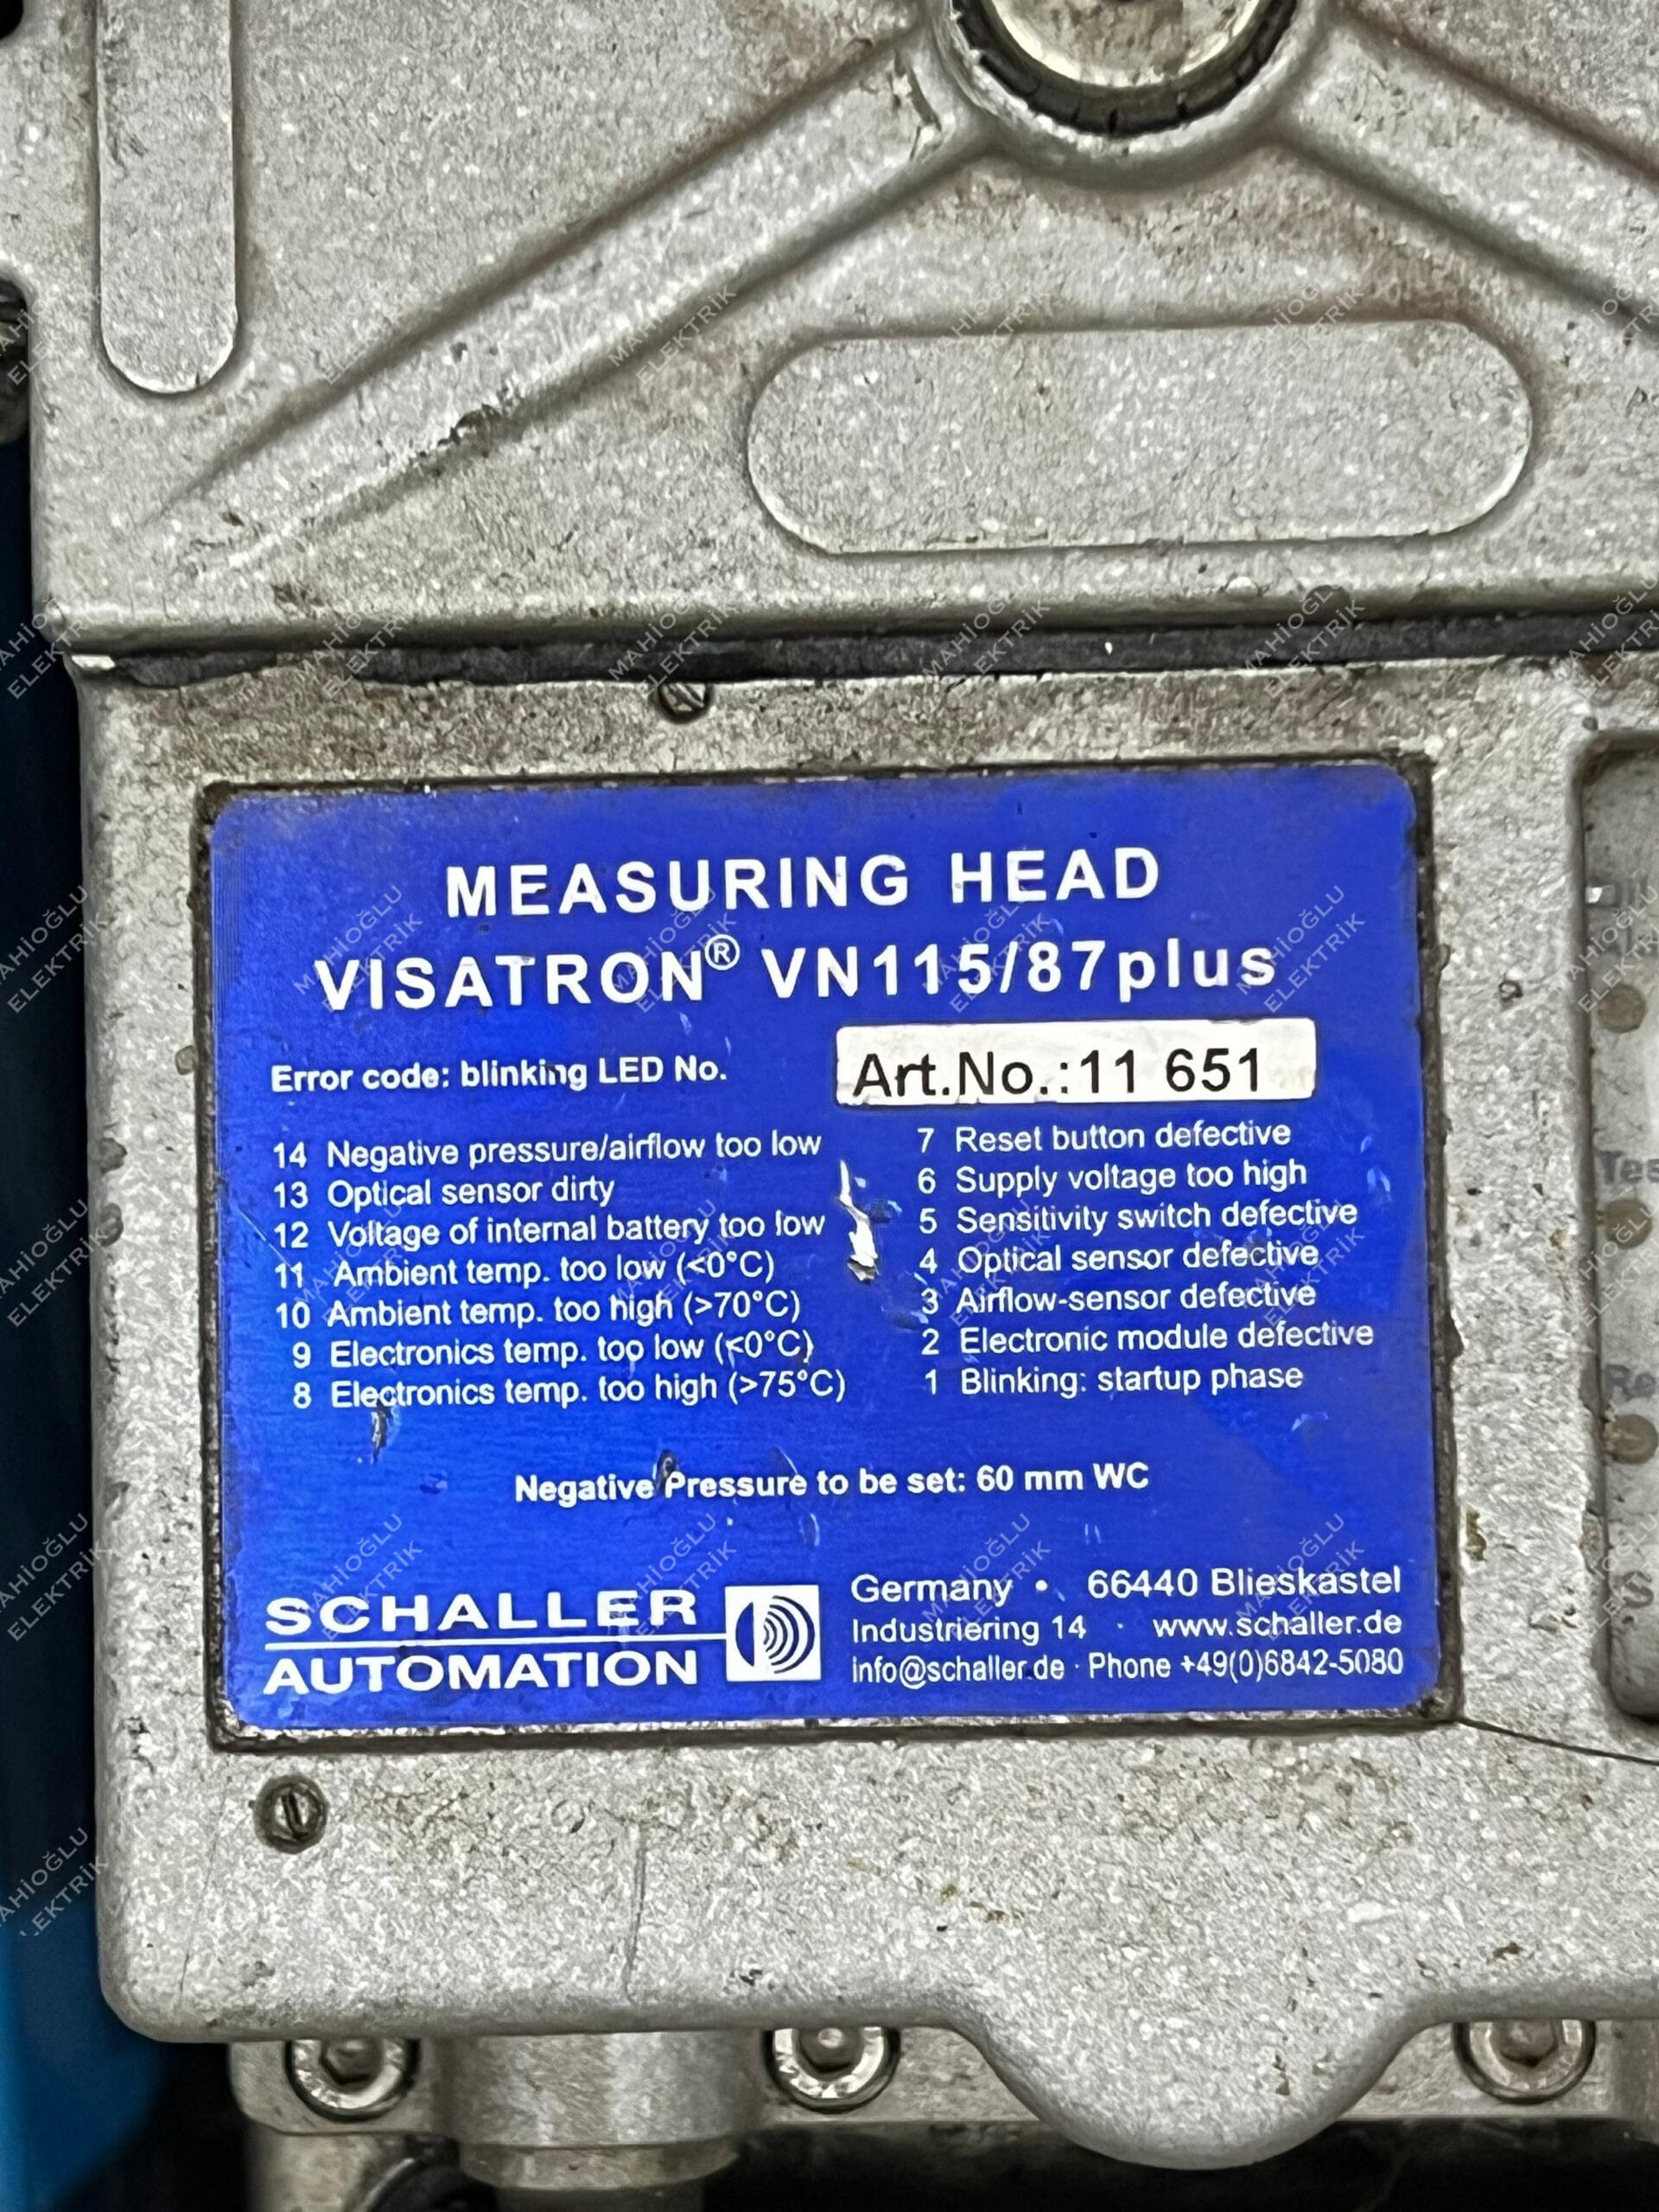 MEASURING HEAD
VISATRON® VN115/87plus
Error code: blinking LED No.
Art.No.:11 651
14 Negative pressure/airflow too low
13 Optical sensor dirty
12 Voltage of internal battery too low
11 Ambient temp. too low (<0°C)
10 Ambient temp. too high (>70°C)
9 Electronics temp. too low (<0°C)
8 Electronics temp. too high (>75°C)
7 Reset button defective
6 Supply voltage too high
5 Sensitivity switch defective
4 Optical sensor defective
3 Airflow-sensor defective
2 Electronic module defective
1 Blinking: startup phase
Negative Pressure to be set: 60 mm WC
SCHALLER
AUTOMATION
Germany • 66440 Blieskastel
Industriering 14 · www.schaller.de
info@schaller.de · Phone +49(0)6842-5080
MAHİOĞLU
ELEKTRİK